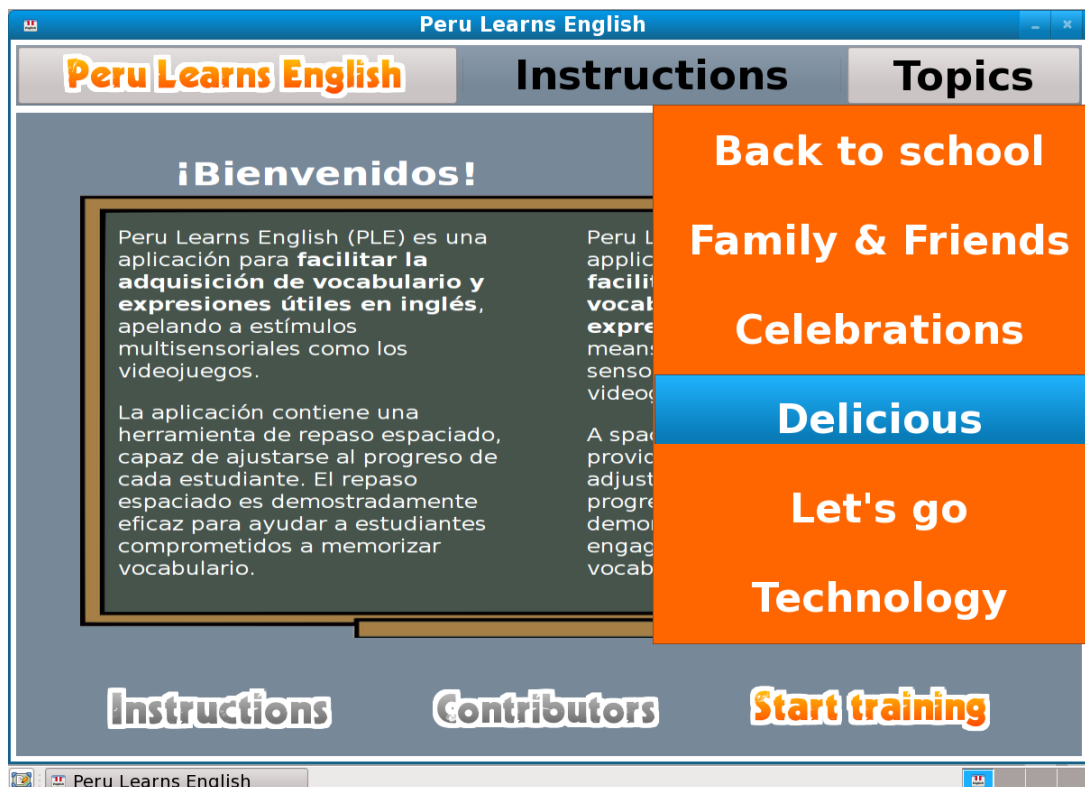 Peru Learns English
Peru Learns English
Instructions
Topics
¡Bienvenidos!
Peru Learns English (PLE) es una
aplicación para facilitar la
adquisición de vocabulario y
expresiones útiles en inglés,
apelando a estímulos
multisensoriales como los
videojuegos.
La aplicación contiene una
herramienta de repaso espaciado,
capaz de ajustarse al progreso de
cada estudiante. El repaso
espaciado es demostradamente
eficaz para ayudar a estudiantes
comprometidos a memorizar
vocabulario.
Peru
A
Back to school
Family & Friends
Celebrations
Delicious
Let's go
Technology
Instructions
Contributors
Start training
Peru Learns English